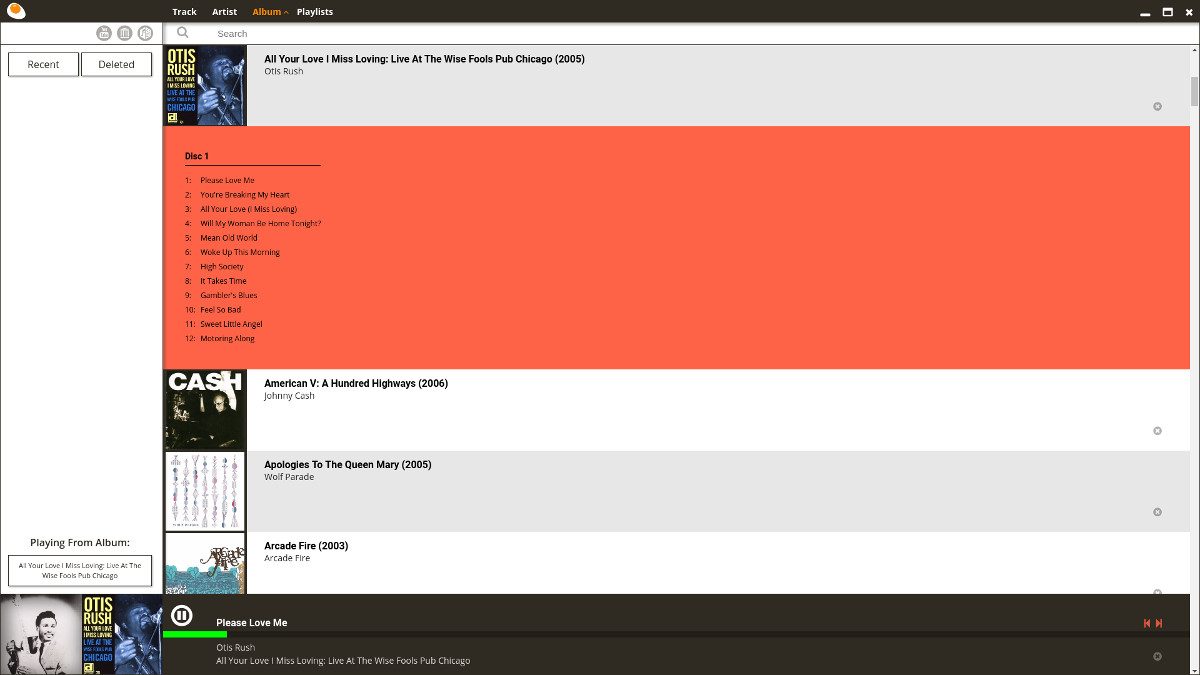 Track Artist Album Playlists
Search
Recent Deleted
OTIS
RUSH
ALL YOUR LOVE
I MISS LOVING
LIVE AT THE
WISE FOOLS PUB
CHICAGO
All Your Love I Miss Loving: Live At The Wise Fools Pub Chicago (2005)
Otis Rush
Disc 1
1: Please Love Me
2: You're Breaking My Heart
3: All Your Love (I Miss Loving)
4: Will My Woman Be Home Tonight?
5: Mean Old World
6: Woke Up This Morning
7: High Society
8: It Takes Time
9: Gambler's Blues
10: Feel So Bad
11: Sweet Little Angel
12: Motoring Along
CASH
American V: A Hundred Highways (2006)
Johnny Cash
Apologies To The Queen Mary (2005)
Wolf Parade
Arcade Fire (2003)
Arcade Fire
Playing From Album:
All Your Love I Miss Loving: Live At The
Wise Fools Pub Chicago
OTIS
RUSH
ALL YOUR LOVE
I MISS LOVING
LIVE AT THE
WISE FOOLS PUB
CHICAGO
Please Love Me
Otis Rush
All Your Love I Miss Loving: Live At The Wise Fools Pub Chicago